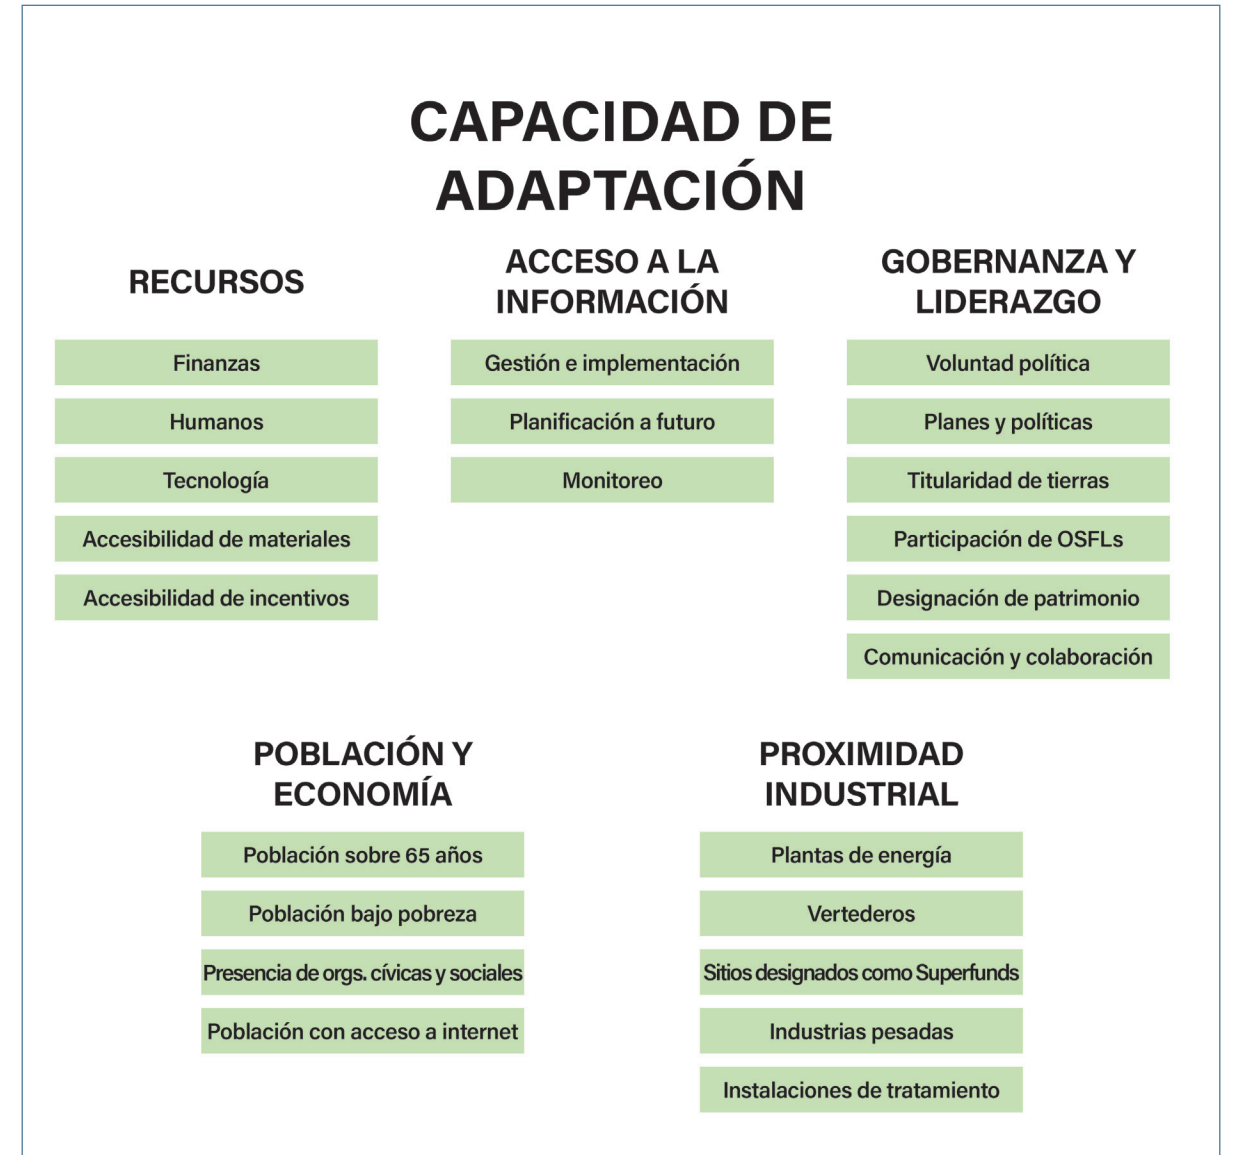 CAPACIDAD DE
ADAPTACIÓN
RECURSOS
Finanzas
Humanos
Tecnología
Accesibilidad de materiales
Accesibilidad de incentivos
ACCESO A LA
INFORMACIÓN
Gestión e implementación
Planificación a futuro
Monitoreo
GOBERNANZA Y
LIDERAZGO
Voluntad política
Planes y políticas
Titularidad de tierras
Participación de OSFLs
Designación de patrimonio
Comunicación y colaboración
POBLACIÓN Y
ECONOMÍA
Población sobre 65 años
Población bajo pobreza
Presencia de orgs. cívicas y sociales
Población con acceso a internet
PROXIMIDAD
INDUSTRIAL
Plantas de energía
Vertederos
Sitios designados como Superfunds
Industrias pesadas
Instalaciones de tratamiento